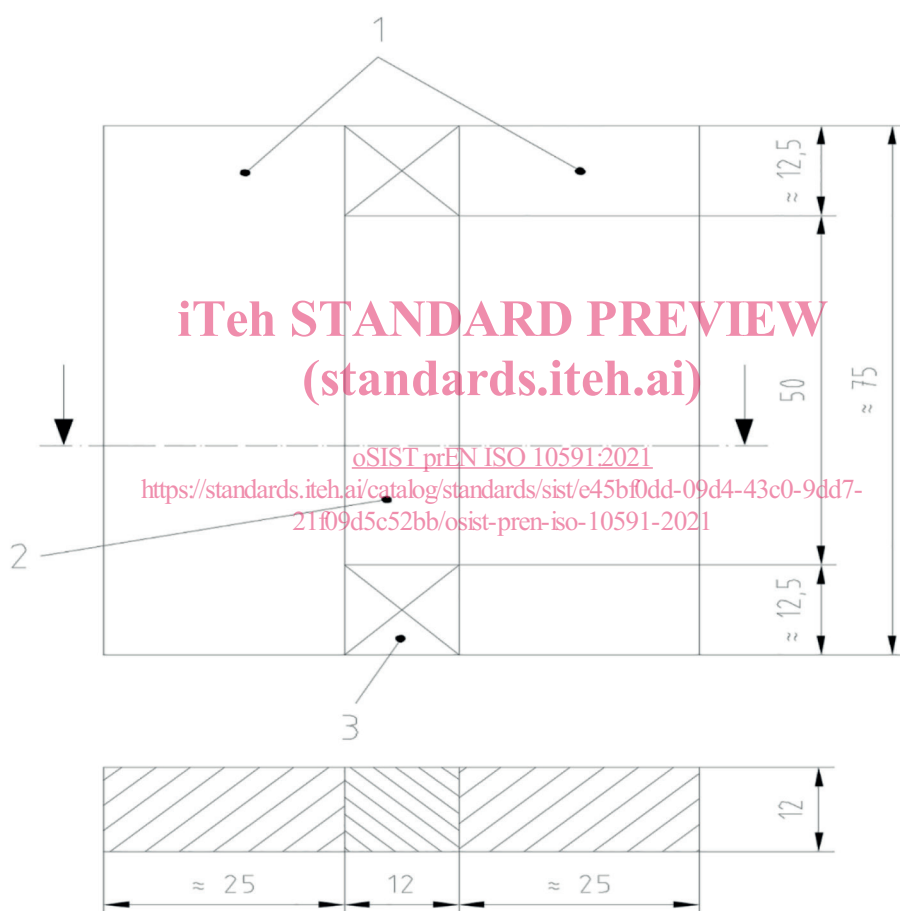 1
≈ 12,5
iTeh STANDARD PREVIEW
(standards.iteh.ai)
50
≈ 75
oSIST prEN ISO 10591:2021
https://standards.iteh.ai/catalog/standards/sist/e45bf0dd-09d4-43c0-9dd7-
21f09d5c52bb/osist-pren-iso-10591-2021
2
≈ 12,5
3
12
≈ 25
12
≈ 25